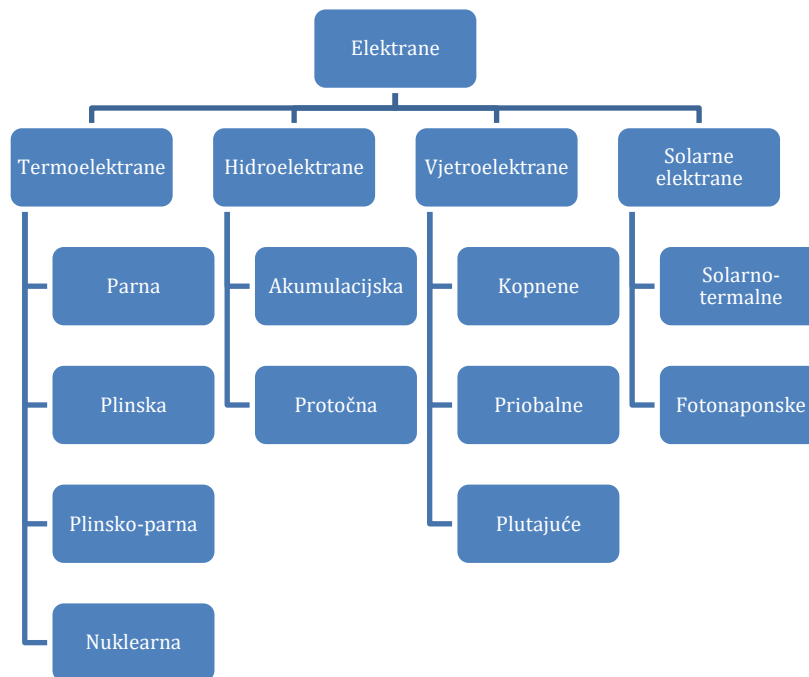 Elektrane
Termoelektrane
Hidroelektrane
Vjetroelektrane
Solarne
elektrane
Parna
Akumulacijska
Kopnene
Solarno-
termalne
Plinska
Protočna
Priobalne
Fotonaponske
Plinsko-parna
Plutajuće
Nuklearna